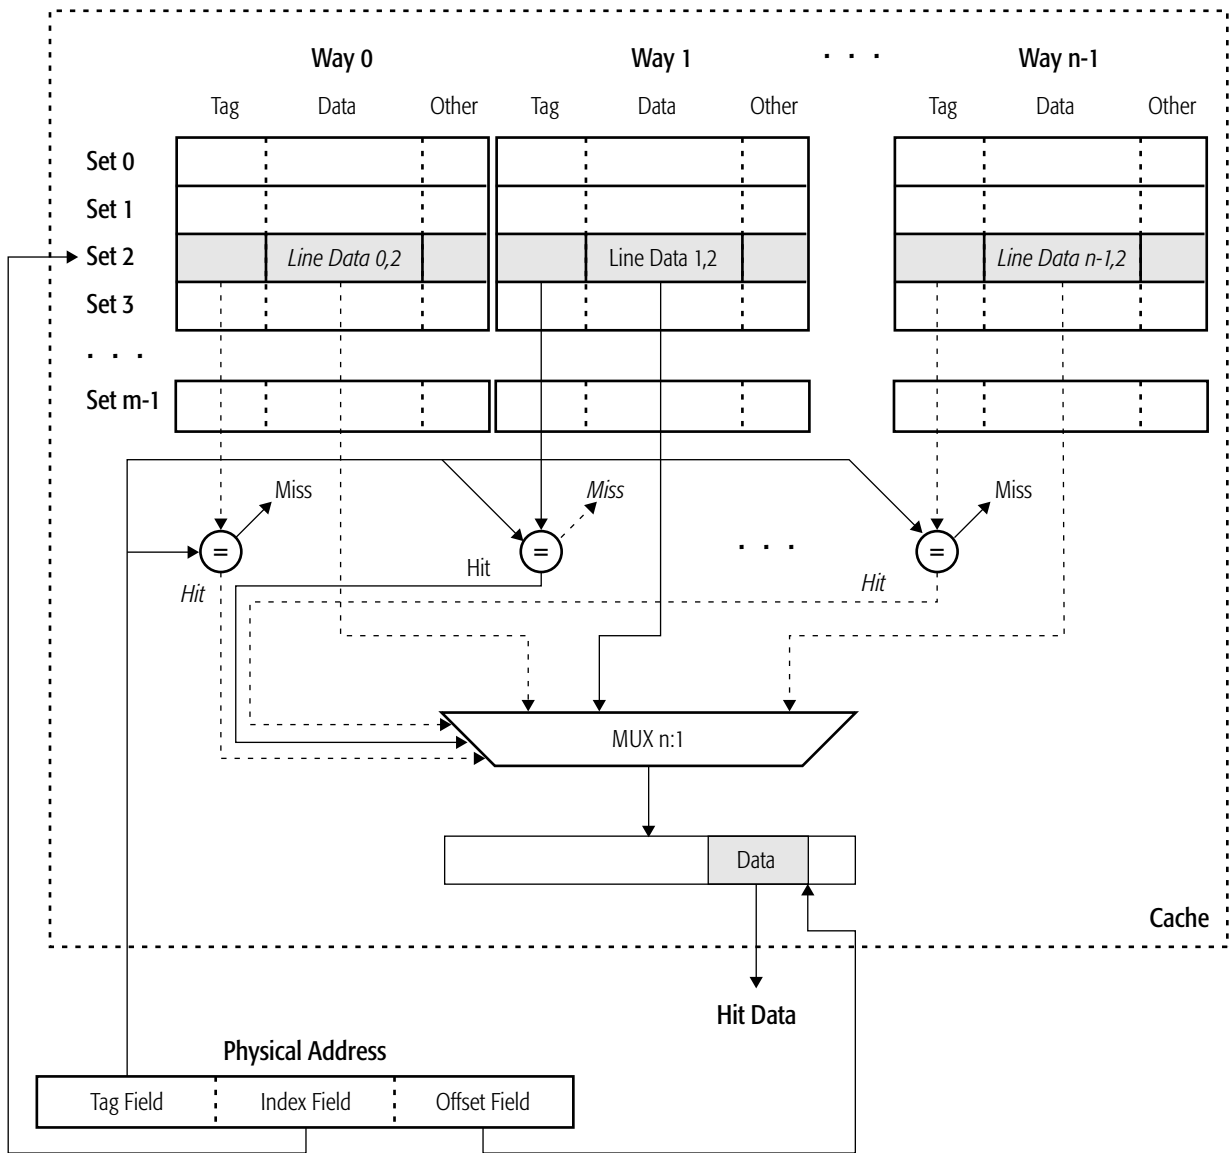 Way 0 Way 1 . . . Way n-1
Tag Data Other Tag Data Other Tag Data Other
Set 0
Set 1
Set 2 Line Data 0,2 Line Data 1,2 Line Data n-1,2
Set 3
. . .
Set m-1
Miss Miss Miss
= = . . . =
Hit Hit Hit
MUX n:1
Data
Cache
Hit Data
Physical Address
Tag Field Index Field Offset Field